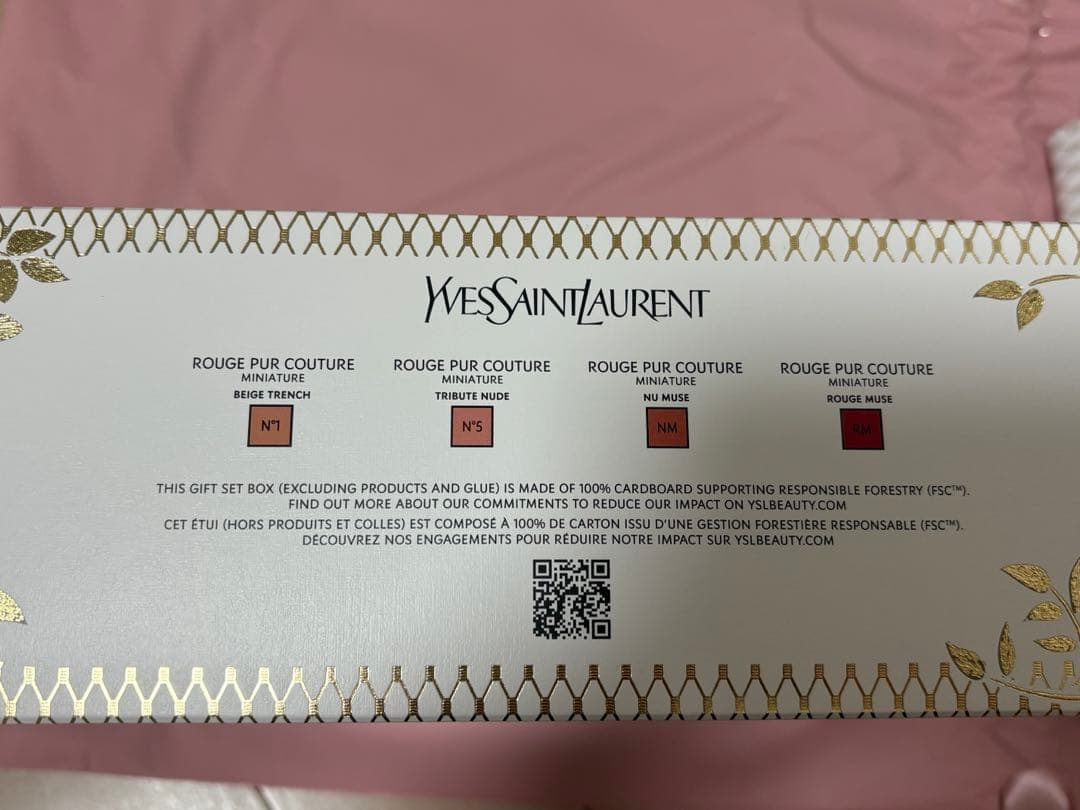 YVESSAINTLAURENT
ROUGE PUR COUTURE
MINIATURE
BEIGE TRENCH
N°1
ROUGE PUR COUTURE
MINIATURE
TRIBUTE NUDE
N°5
ROUGE PUR COUTURE
MINIATURE
NU MUSE
NM
ROUGE PUR COUTURE
MINIATURE
ROUGE MUSE
RM
THIS GIFT SET BOX (EXCLUDING PRODUCTS AND GLUE) IS MADE OF 100% CARDBOARD SUPPORTING RESPONSIBLE FORESTRY (FSC™).
FIND OUT MORE ABOUT OUR COMMITMENTS TO REDUCE OUR IMPACT ON YSLBEAUTY.COM
CET ÉTUI (HORS PRODUITS ET COLLES) EST COMPOSÉ À 100% DE CARTON ISSU D'UNE GESTION FORESTIÈRE RESPONSABLE (FSC™).
DÉCOUVREZ NOS ENGAGEMENTS POUR RÉDUIRE NOTRE IMPACT SUR YSLBEAUTY.COM